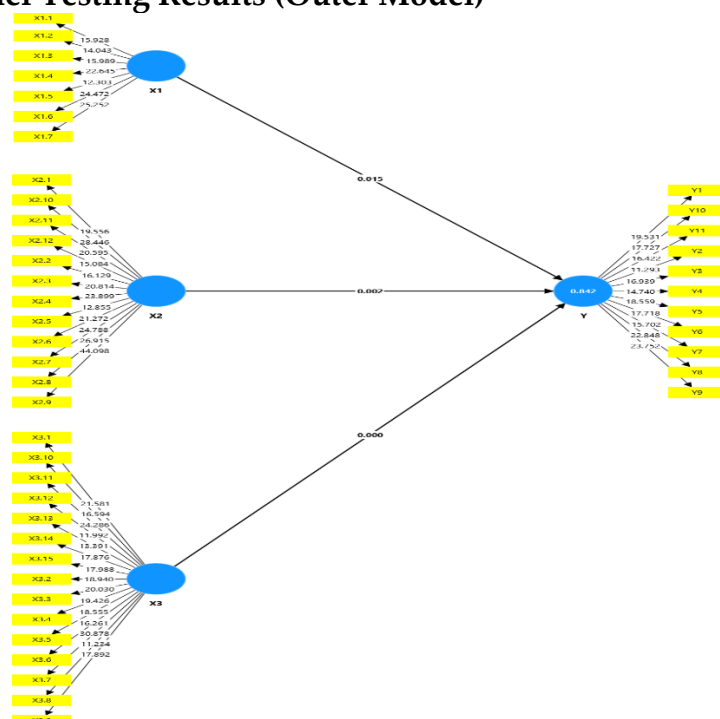 Testing Results (Outer Model)
X1.1
X1.2
X1.3
X1.4
X1.5
X1.6
X1.7
15.928
14.043
15.989
22.645
12.303
24.472
25.252
X1
0.015
X2.1
X2.10
X2.11
X2.12
X2.2
X2.3
X2.4
X2.5
X2.6
X2.7
X2.8
X2.9
19.556
28.446
20.595
15.084
16.129
20.814
23.899
12.855
21.272
24.788
26.915
44.098
X2
0.002
X3.1
X3.10
X3.11
X3.12
X3.13
X3.14
X3.15
X3.2
X3.3
X3.4
X3.5
X3.6
X3.7
X3.8
21.581
16.594
24.286
11.992
13.391
17.876
17.988
18.940
20.030
19.426
18.555
16.261
30.878
11.234
17.892
X3
0.000
0.842
Y
19.531
17.727
16.422
11.293
16.939
14.740
18.559
17.718
15.702
22.848
23.752
Y1
Y10
Y11
Y2
Y3
Y4
Y5
Y6
Y7
Y8
Y9